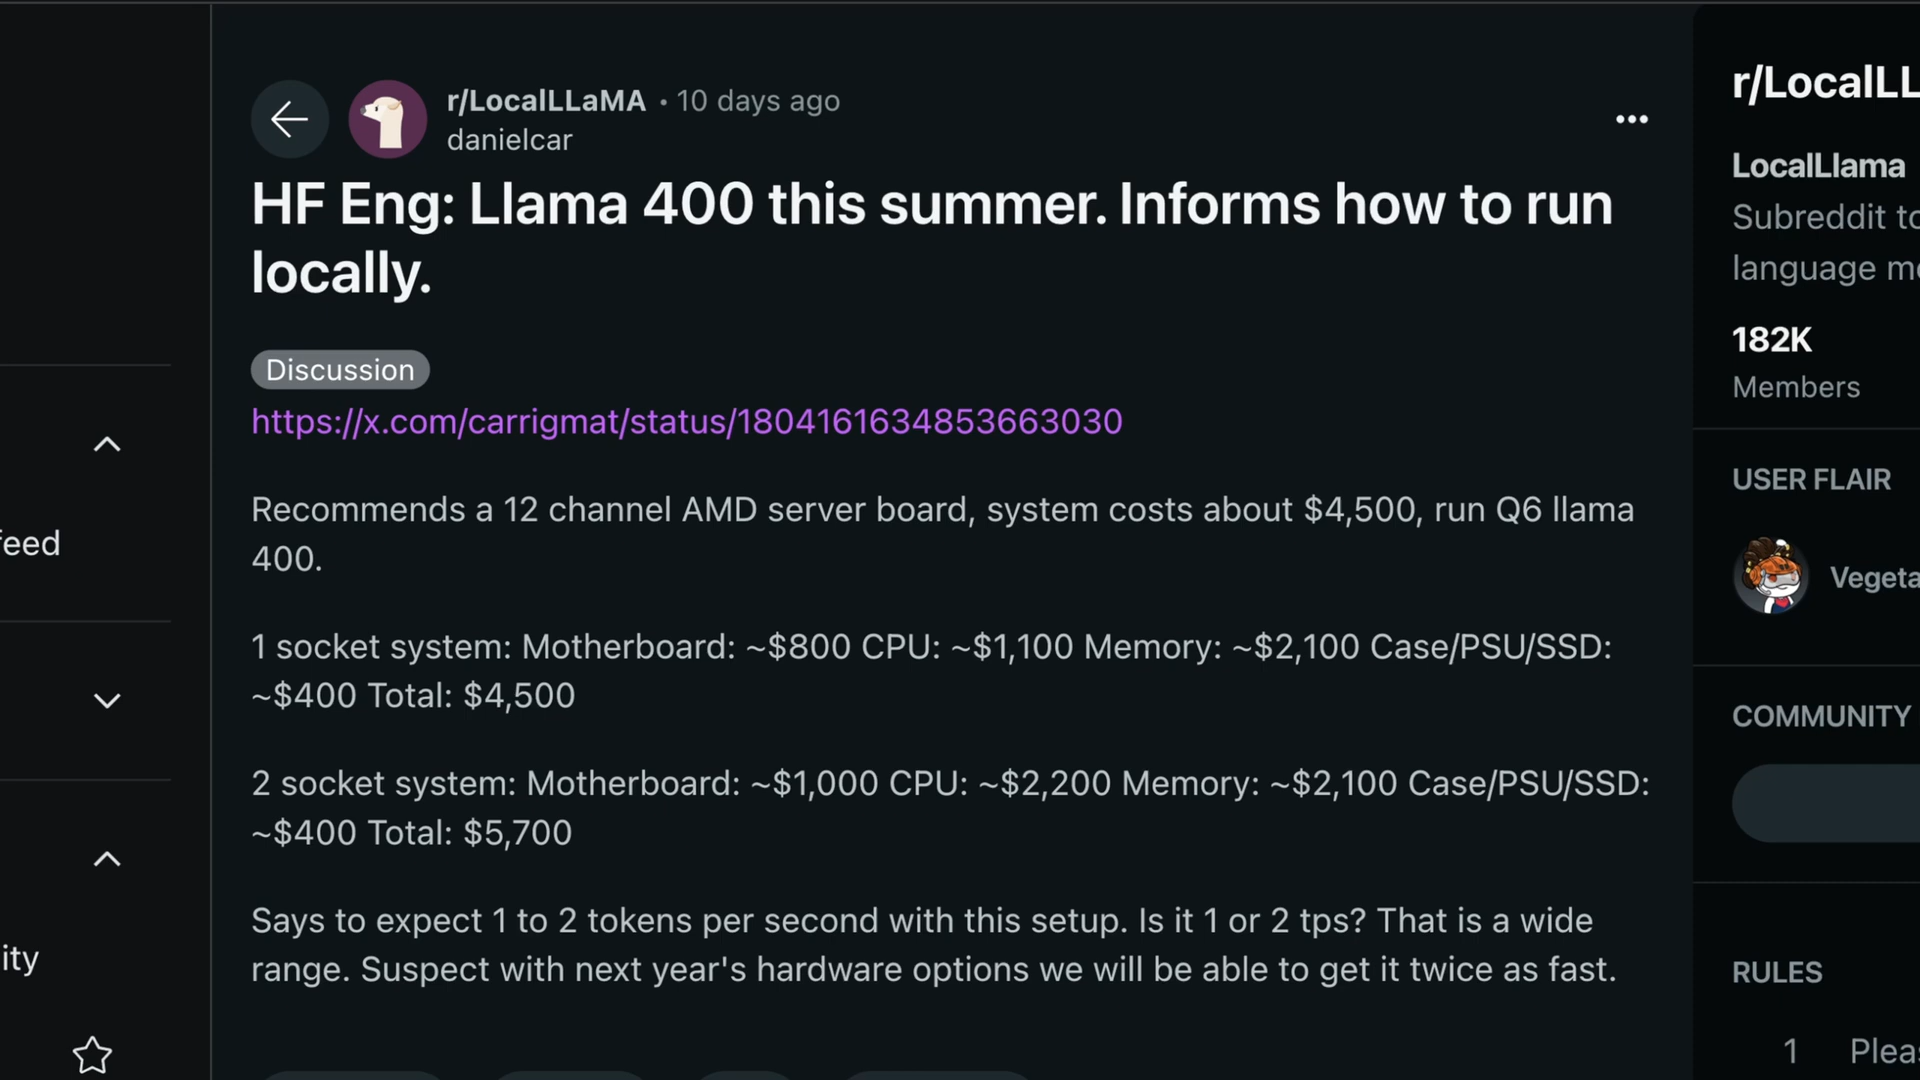 r/LocalLLaMA • 10 days ago
danielcar
HF Eng: Llama 400 this summer. Informs how to run
locally.
Discussion
https://x.com/carrigmat/status/1804161634853663030
Recommends a 12 channel AMD server board, system costs about $4,500, run Q6 llama
400.
1 socket system: Motherboard: ~$800 CPU: ~$1,100 Memory: ~$2,100 Case/PSU/SSD:
~$400 Total: $4,500
2 socket system: Motherboard: ~$1,000 CPU: ~$2,200 Memory: ~$2,100 Case/PSU/SSD:
~$400 Total: $5,700
Says to expect 1 to 2 tokens per second with this setup. Is it 1 or 2 tps? That is a wide
range. Suspect with next year's hardware options we will be able to get it twice as fast.
feed
ity
r/LocalLL
LocalLlama
Subreddit to
language mo
182K
Members
USER FLAIR
Vegeta
COMMUNITY
RULES
1 Pleas